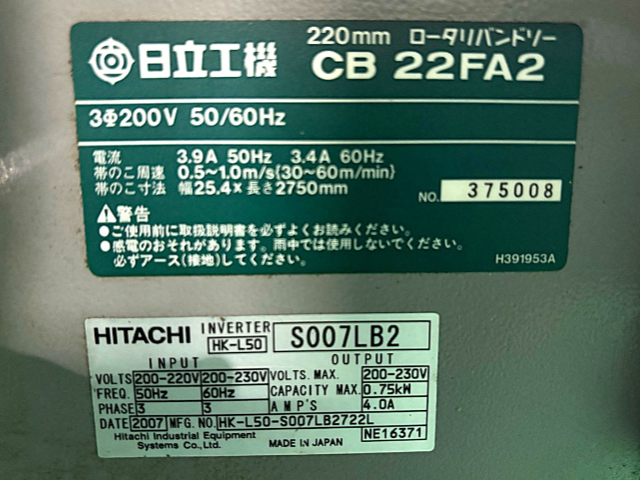 220mm ロータリバンドソー
日立工機 CB 22FA2
3Φ200V 50/60Hz
電流 3.9A 50Hz 3.4A 60Hz
帯のこ周速 0.5~1.0m/s{30~60m/min}
帯のこ寸法 幅25.4×長さ2750mm
NO. 375008
警告
●ご使用前に取扱説明書を必ずよくお読みください。
●感電のおそれがあります。雨中では使用しないでください。
必ずアース(接地)してください。
H391953A
HITACHI INVERTER HK-L50 S007LB2
INPUT OUTPUT
VOLTS 200-220V 200-230V VOLTS. MAX. 200-230V
FREQ. 50Hz 60Hz CAPACITY MAX. 0.75kW
PHASE 3 3 AMP'S 4.0A
DATE 2007 MFG. NO. HK-L50-S007LB2722L
Hitachi Industrial Equipment Systems Co., Ltd. MADE IN JAPAN NE16371